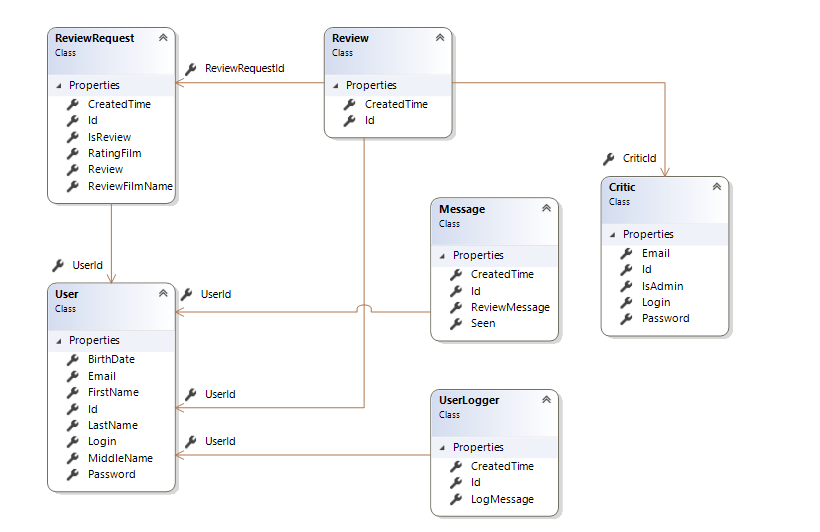 ReviewRequest
Class
Properties
CreatedTime
Id
IsReview
RatingFilm
Review
ReviewFilmName
ReviewRequestId
Review
Class
Properties
CreatedTime
Id
CriticId
Critic
Class
Properties
Email
Id
IsAdmin
Login
Password
Message
Class
Properties
CreatedTime
Id
ReviewMessage
Seen
UserId
User
Class
Properties
BirthDate
Email
FirstName
Id
LastName
Login
MiddleName
Password
UserId
UserId
UserId
UserLogger
Class
Properties
CreatedTime
Id
LogMessage